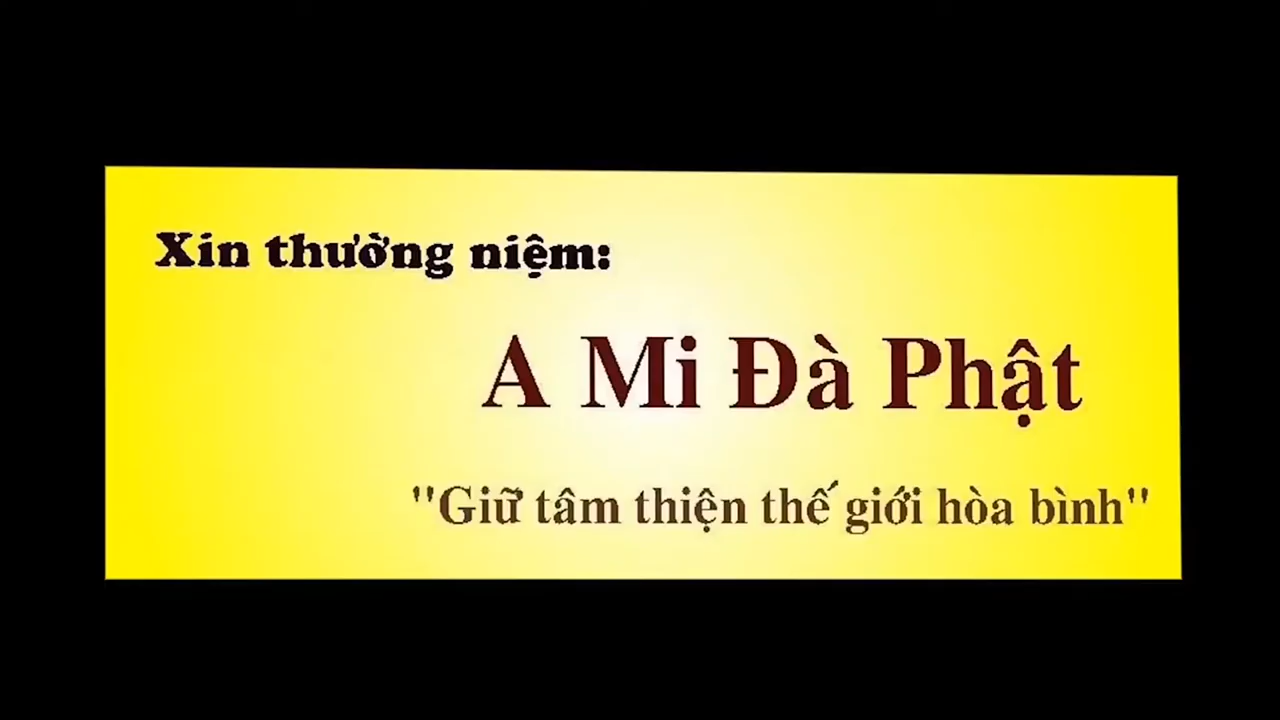 Xin thường niệm:
A Mi Đà Phật
"Giữ tâm thiện thế giới hòa bình"